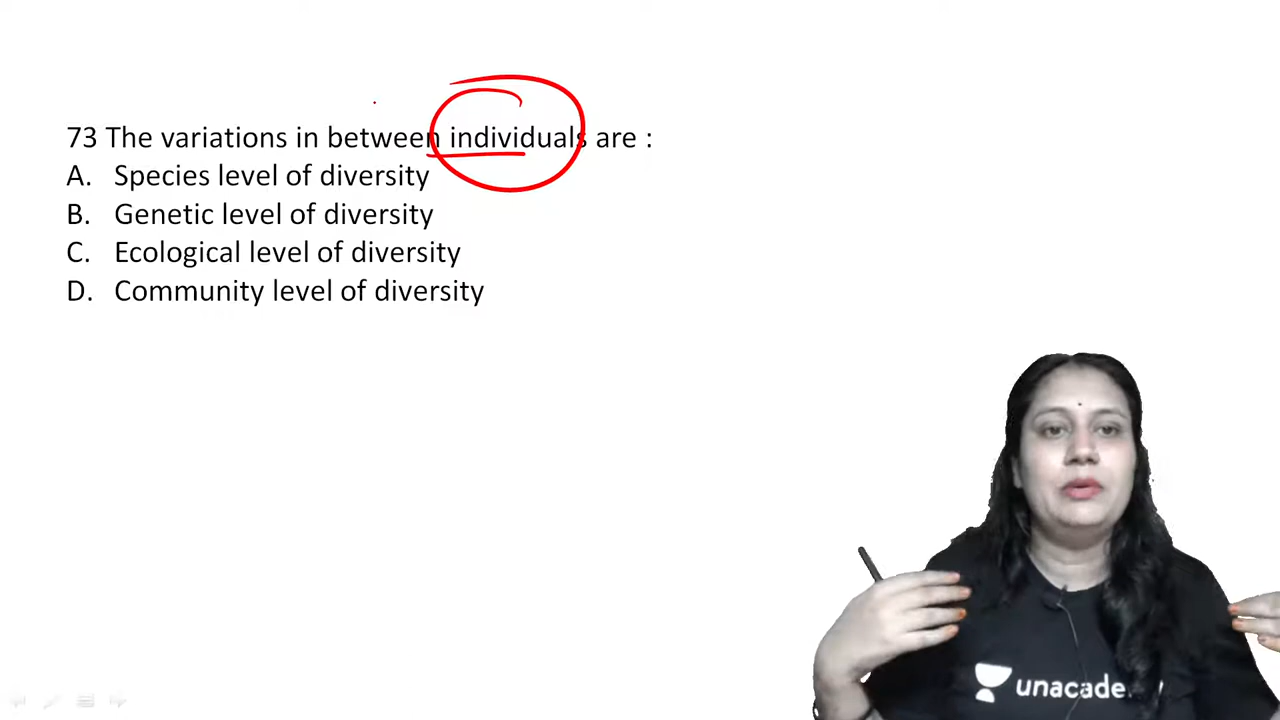 73 The variations in between individuals are :
A. Species level of diversity
B. Genetic level of diversity
C. Ecological level of diversity
D. Community level of diversity